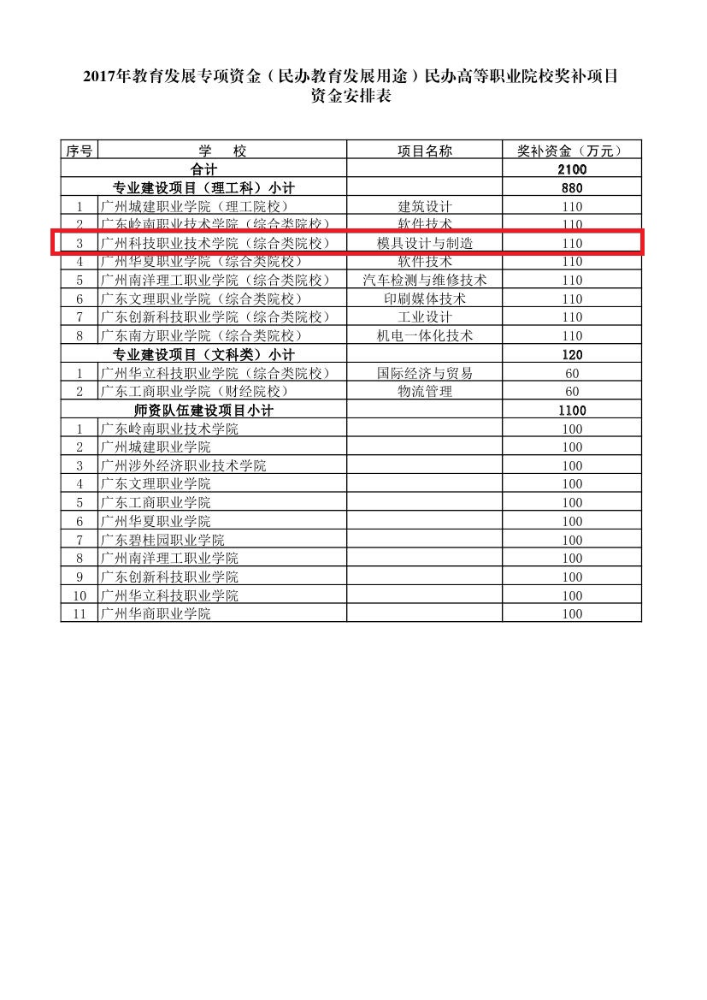 2017年教育发展专项资金（民办教育发展用途）民办高等职业院校奖补项目
资金安排表
序号 学 校 项目名称 奖补资金（万元）
合计 2100
专业建设项目（理工科）小计 880
1 广州城建职业学院（理工院校） 建筑设计 110
2 广东岭南职业技术学院（综合类院校） 软件技术 110
3 广州科技职业技术学院（综合类院校） 模具设计与制造 110
4 广州华夏职业学院（综合类院校） 软件技术 110
5 广州南洋理工职业学院（综合类院校） 汽车检测与维修技术 110
6 广东文理职业学院（综合类院校） 印刷媒体技术 110
7 广东创新科技职业学院（综合类院校） 工业设计 110
8 广东南方职业学院（综合类院校） 机电一体化技术 110
专业建设项目（文科类）小计 120
1 广州华立科技职业学院（综合类院校） 国际经济与贸易 60
2 广东工商职业学院（财经院校） 物流管理 60
师资队伍建设项目小计 1100
1 广东岭南职业技术学院 100
2 广州城建职业学院 100
3 广州涉外经济职业技术学院 100
4 广东文理职业学院 100
5 广东工商职业学院 100
6 广州华夏职业学院 100
7 广东碧桂园职业学院 100
8 广州南洋理工职业学院 100
9 广东创新科技职业学院 100
10 广州华立科技职业学院 100
11 广州华商职业学院 100